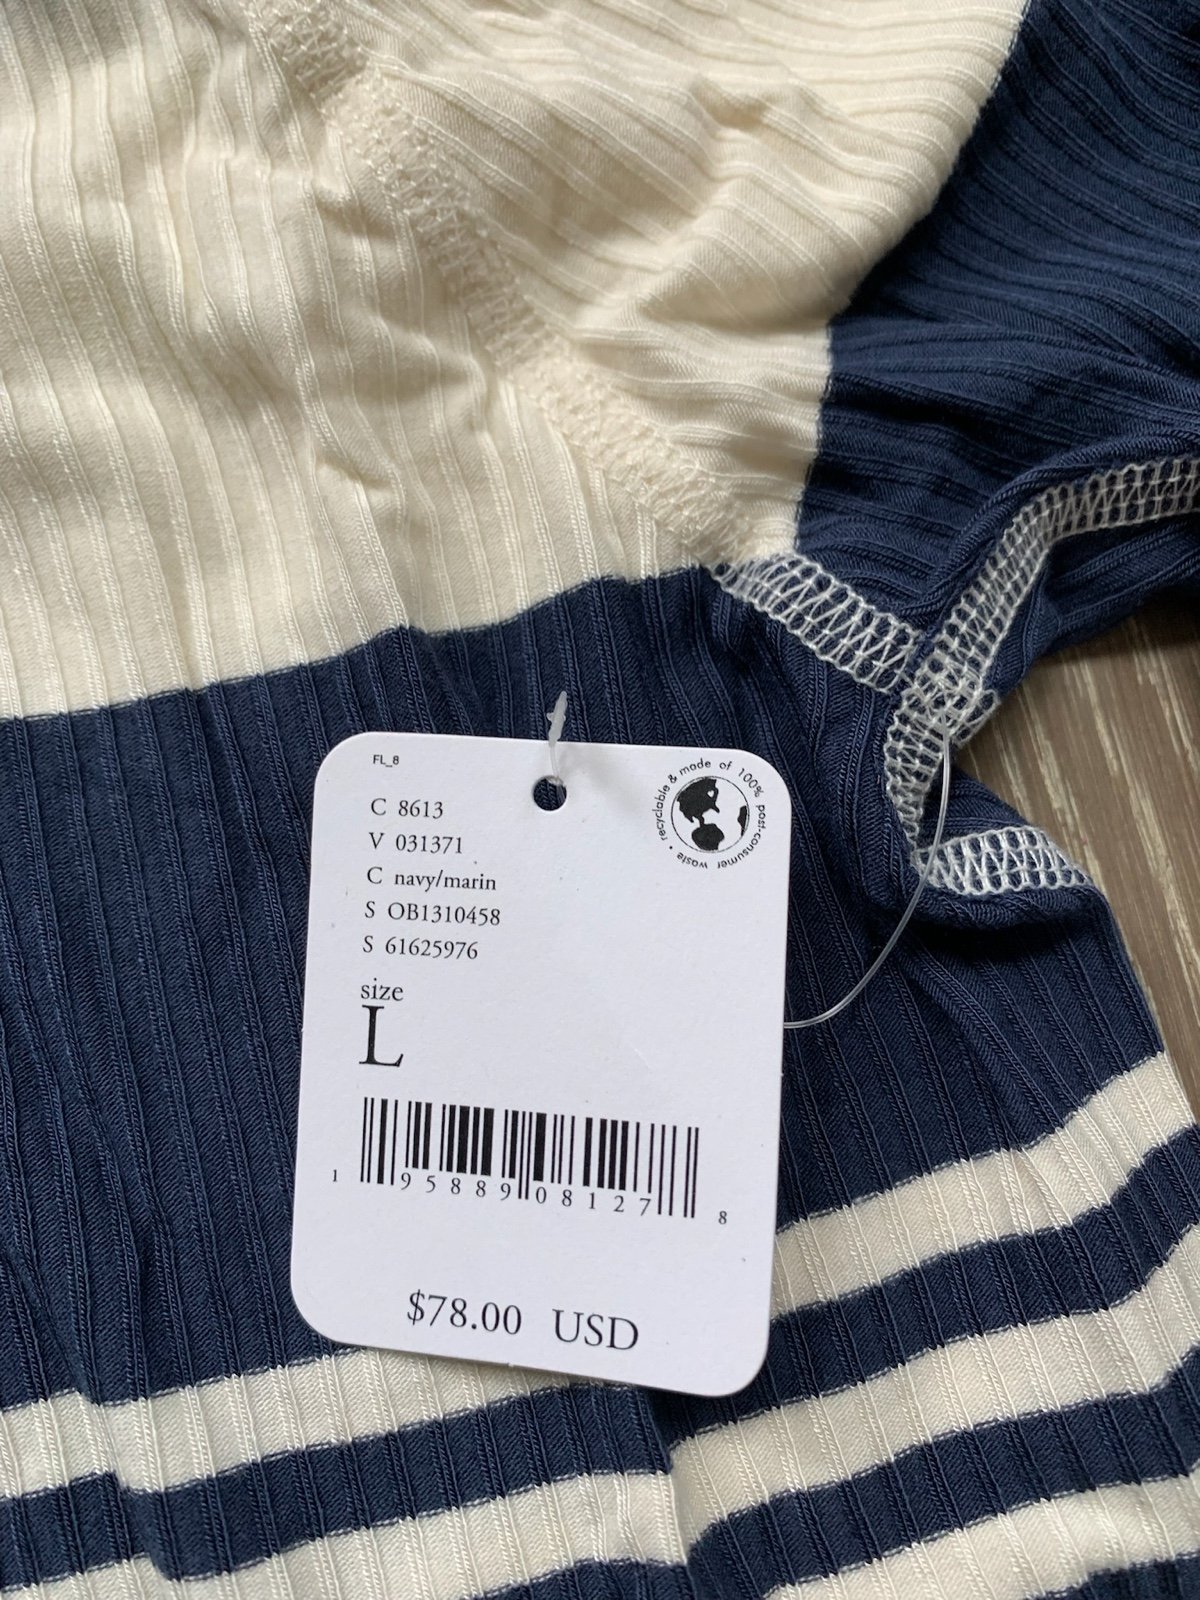 FL_8
recyclable & made of 100% post-consumer waste •
C 8613
V 031371
C navy/marin
S OB1310458
S 61625976
size
L
1 95889 08127 8
$78.00 USD